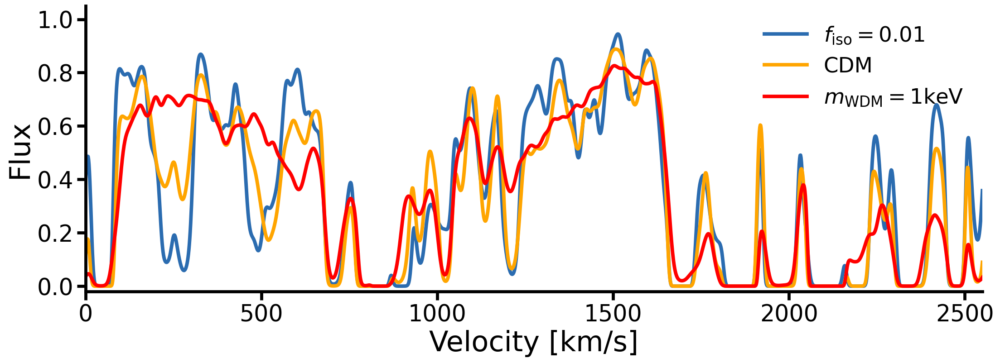 1.0
0.8
0.6
0.4
0.2
0.0
Flux
f_iso = 0.01
CDM
m_WDM = 1keV
0 500 1000 1500 2000 2500
Velocity [km/s]